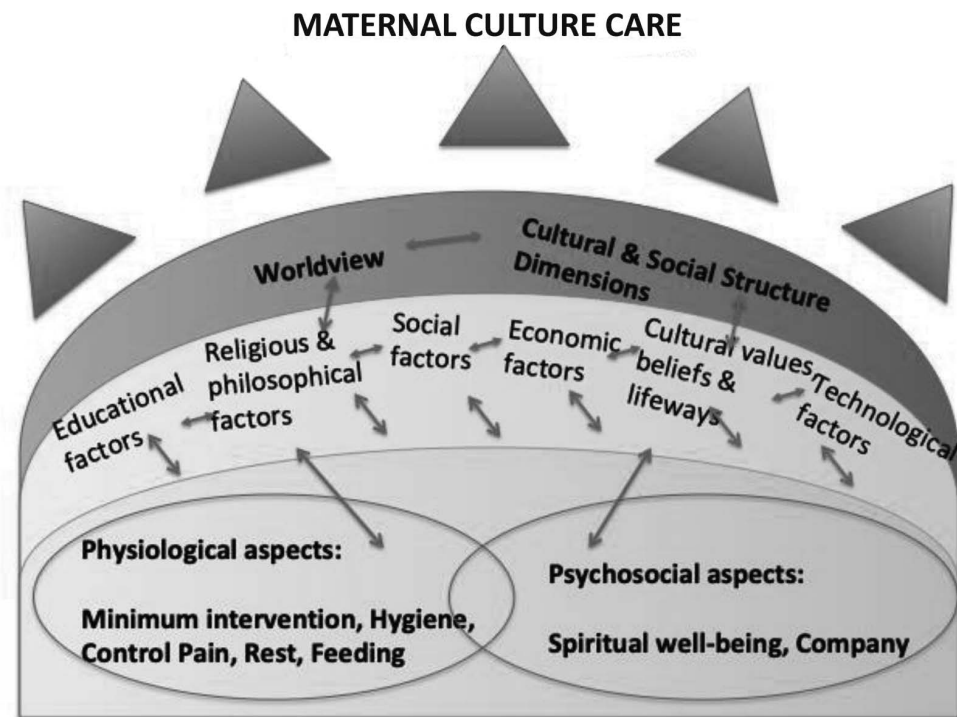 MATERNAL CULTURE CARE
Worldview
Cultural & Social Structure
Dimensions
Educational
factors
Religious &
philosophical
factors
Social
factors
Economic
factors
Cultural values,
beliefs &
lifeways
Technological
factors
Physiological aspects:
Minimum intervention, Hygiene,
Control Pain, Rest, Feeding
Psychosocial aspects:
Spiritual well-being, Company